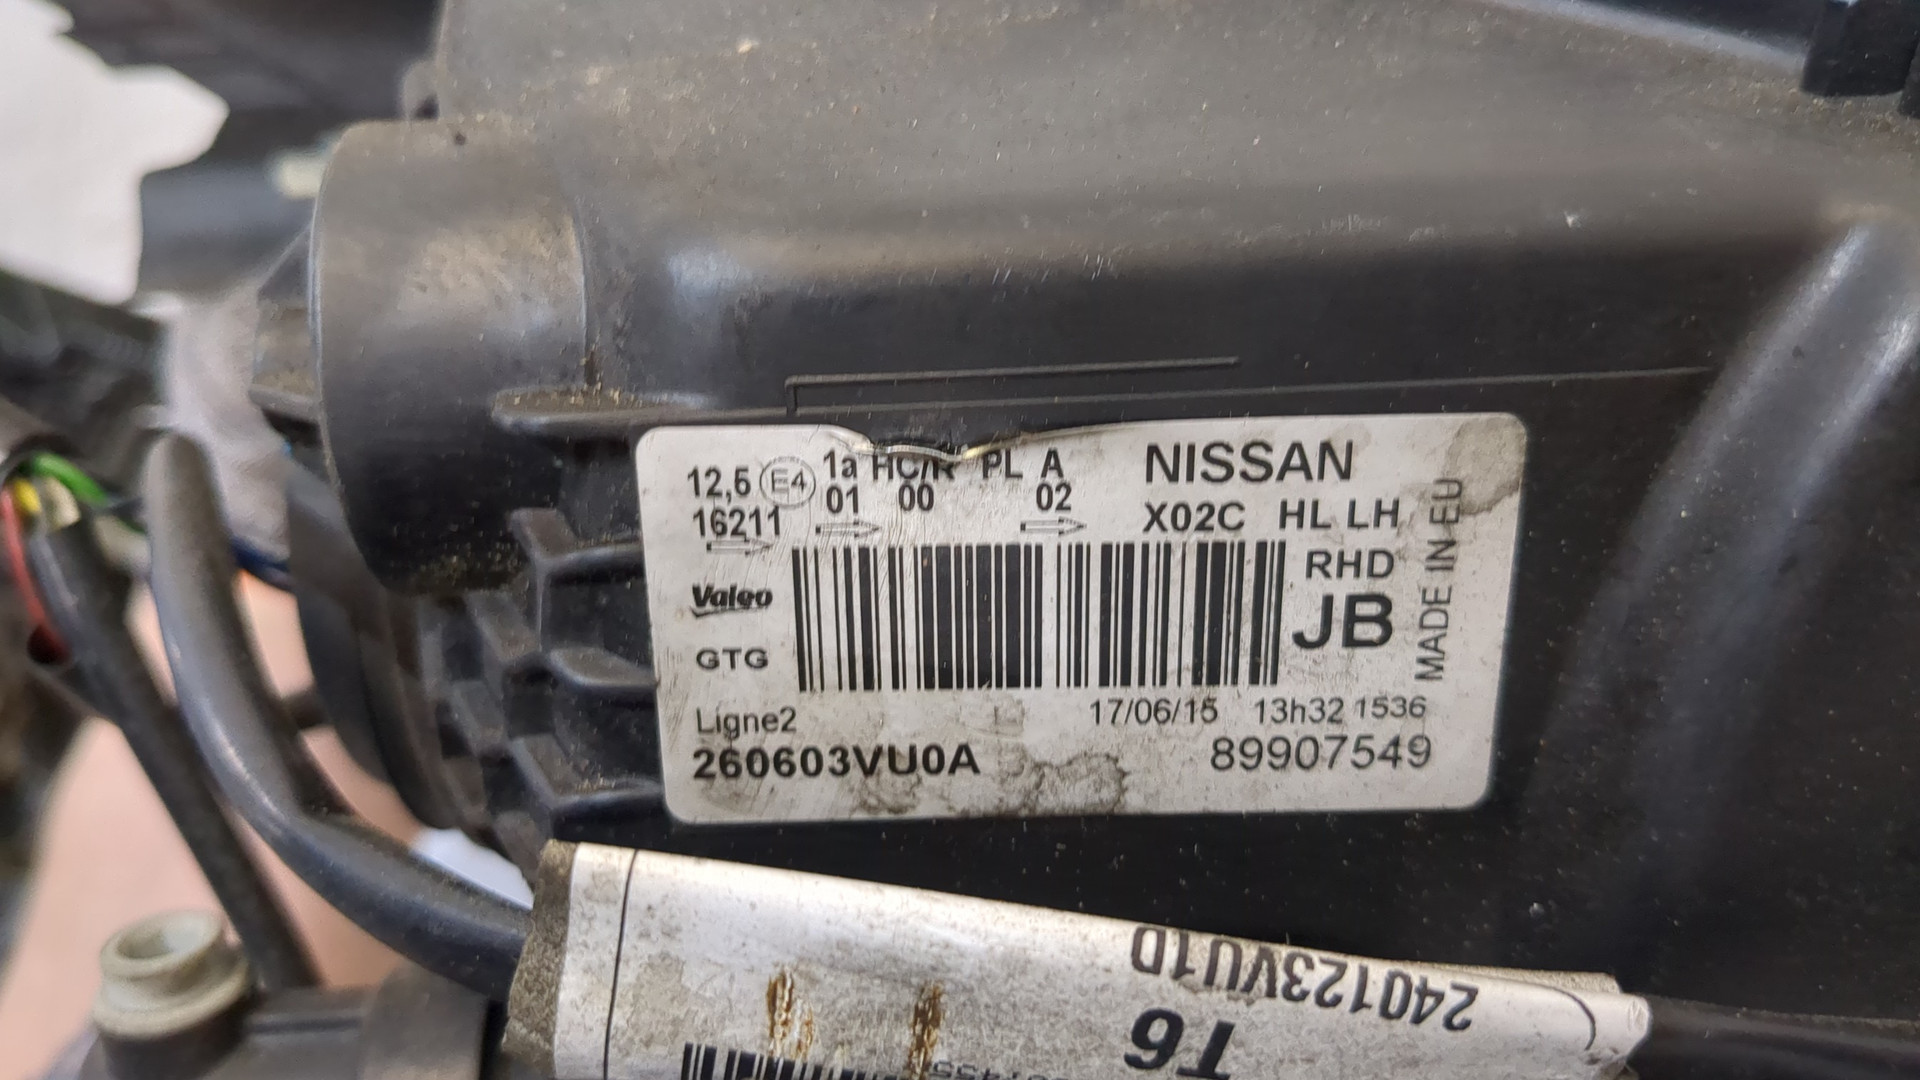 12,5 E4 1a HC/R PL A NISSAN
16211 01 00 02 X02C HL LH
RHD
Valeo
JB
GTG
MADE IN EU
Ligne2 17/06/15 13h32 1536
260603VU0A 89907549
240123VU1D
T6